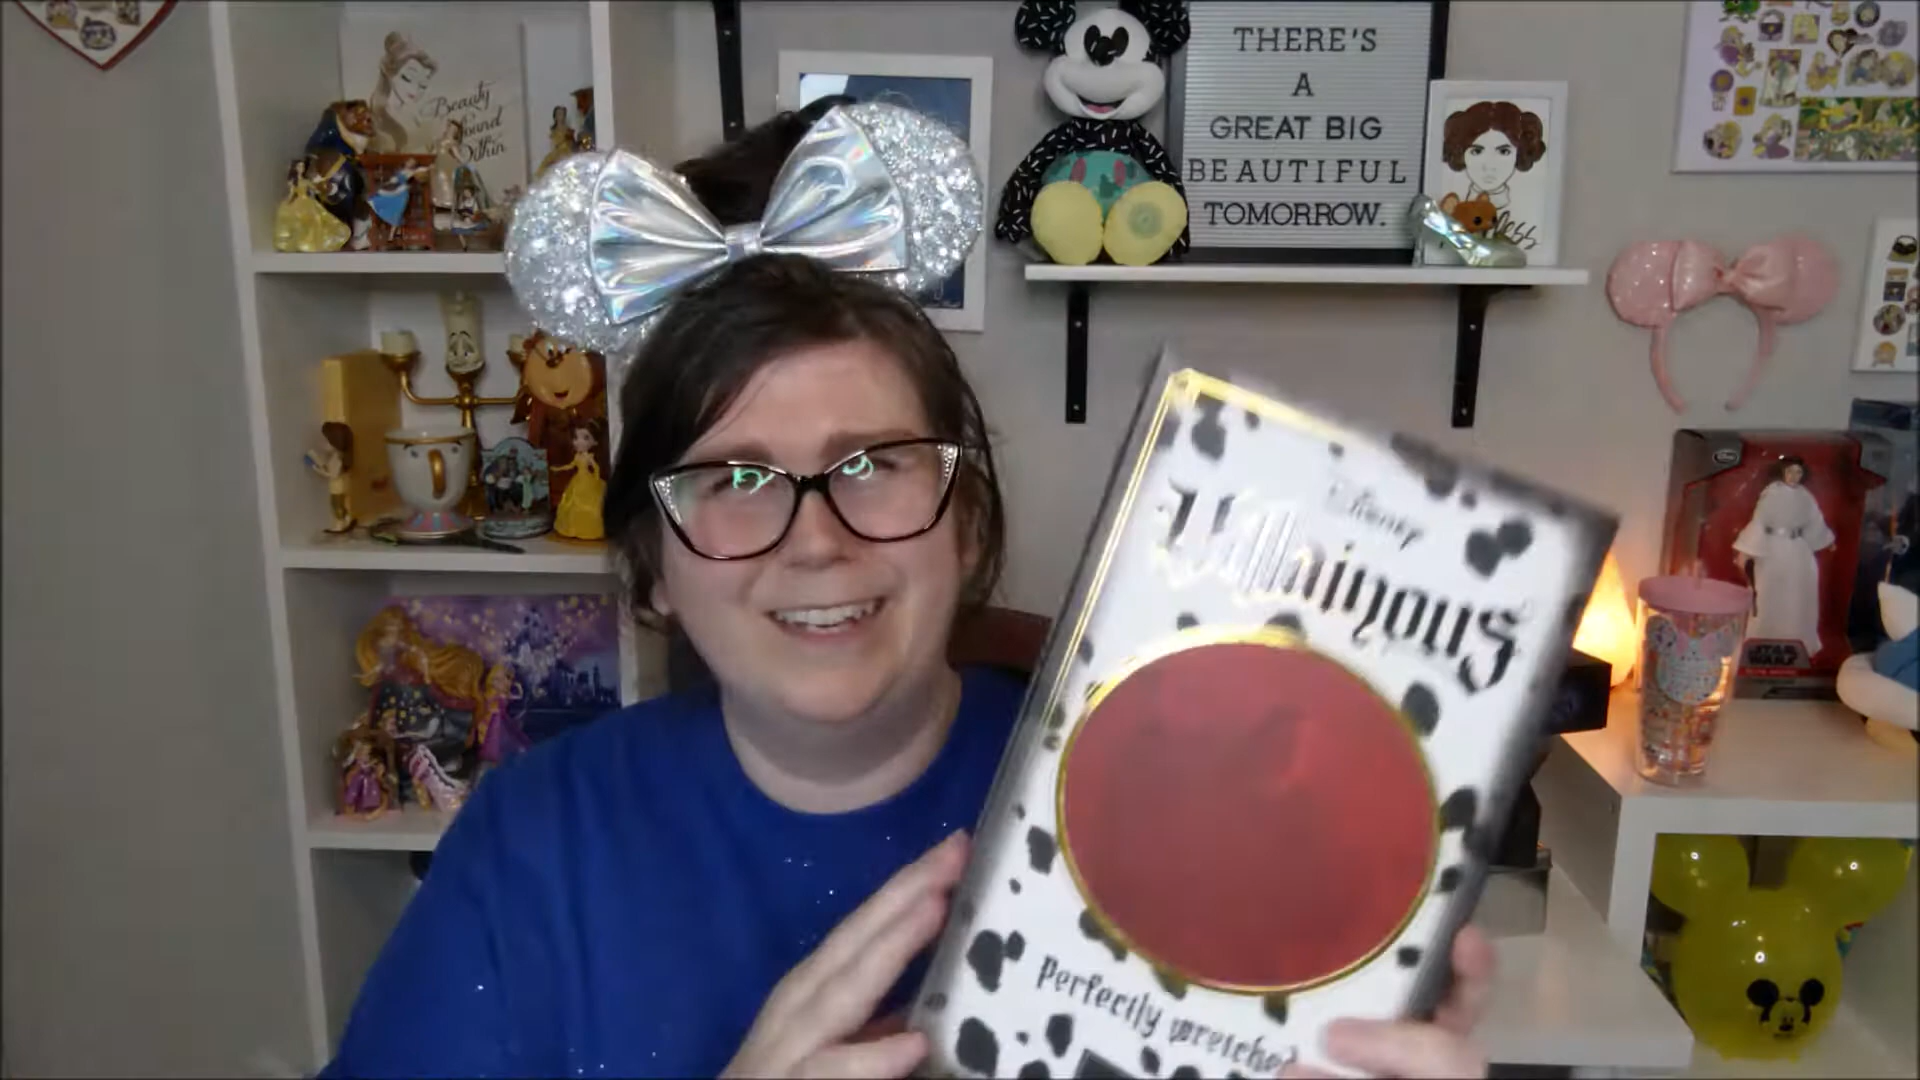 Beauty
Found
Within
THERE'S
A
GREAT BIG
BEAUTIFUL
TOMORROW.
Disney
Villainous
Perfectly Wretched
STAR
WARS